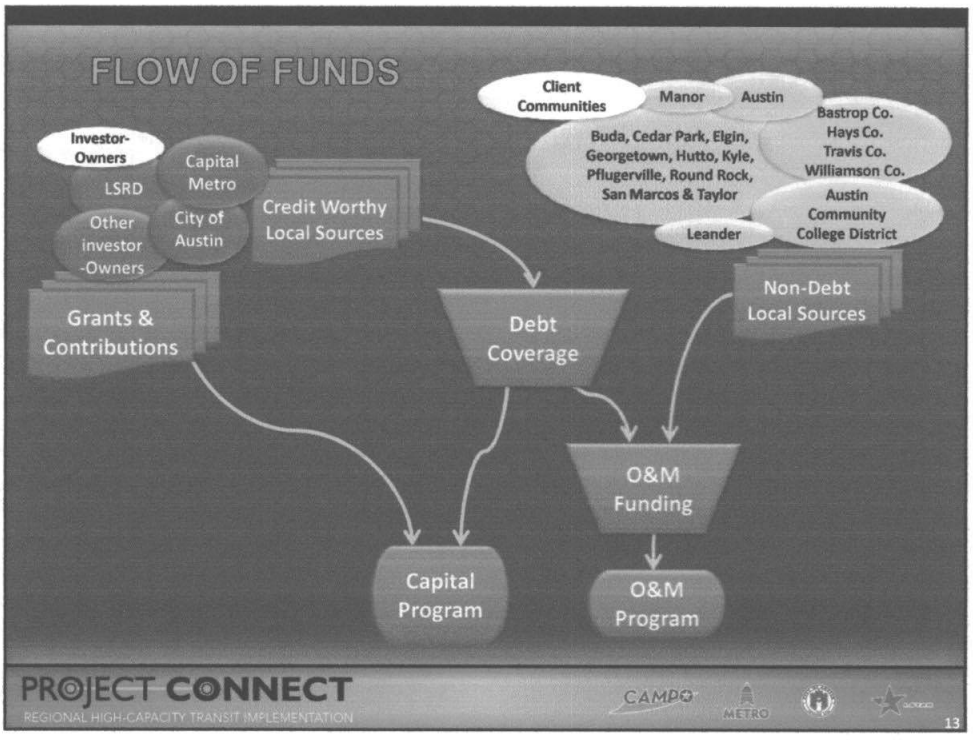 FLOW OF FUNDS
Investor-
Owners
LSRD
Capital
Metro
Other
investor
-Owners
City of
Austin
Credit Worthy
Local Sources
Grants &
Contributions
Client
Communities
Manor
Austin
Buda, Cedar Park, Elgin,
Georgetown, Hutto, Kyle,
Pflugerville, Round Rock,
San Marcos & Taylor
Bastrop Co.
Hays Co.
Travis Co.
Williamson Co.
Austin
Community
College District
Leander
Non-Debt
Local Sources
Debt
Coverage
O&M
Funding
Capital
Program
O&M
Program
PROJECT CONNECT
REGIONAL HIGH-CAPACITY TRANSIT IMPLEMENTATION
CAMPO
METRO
13